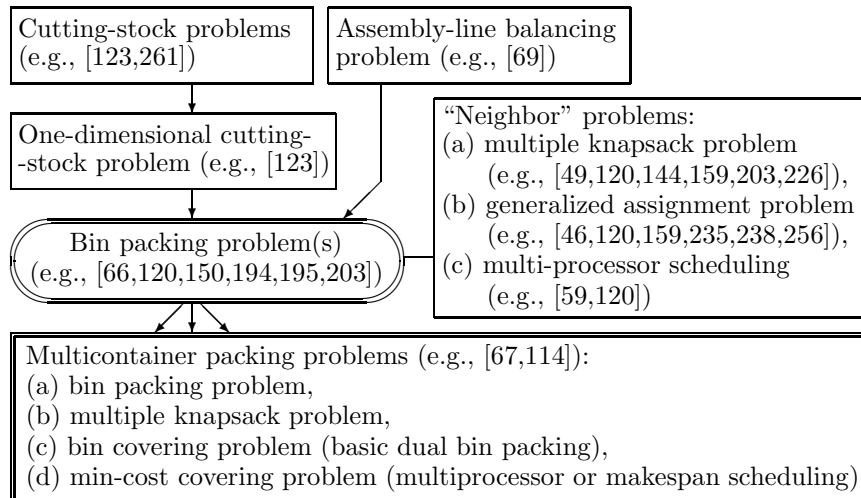 Cutting-stock problems
(e.g., [123,261])
Assembly-line balancing
problem (e.g., [69])
One-dimensional cutting-
-stock problem (e.g., [123])
“Neighbor” problems:
(a) multiple knapsack problem
(e.g., [49,120,144,159,203,226]),
(b) generalized assignment problem
(e.g., [46,120,159,235,238,256]),
(c) multi-processor scheduling
(e.g., [59,120])
Bin packing problem(s)
(e.g., [66,120,150,194,195,203])
Multicontainer packing problems (e.g., [67,114]):
(a) bin packing problem,
(b) multiple knapsack problem,
(c) bin covering problem (basic dual bin packing),
(d) min-cost covering problem (multiprocessor or makespan scheduling)